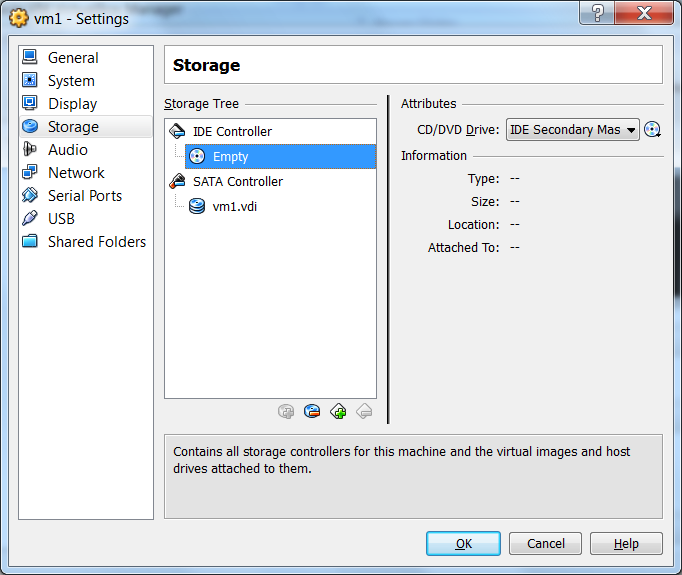 vm1 - Settings
General
System
Display
Storage
Audio
Network
Serial Ports
USB
Shared Folders
Storage
Storage Tree
IDE Controller
Empty
SATA Controller
vm1.vdi
Attributes
CD/DVD Drive: IDE Secondary Mas
Information
Type: --
Size: --
Location: --
Attached To: --
Contains all storage controllers for this machine and the virtual images and host
drives attached to them.
OK Cancel Help